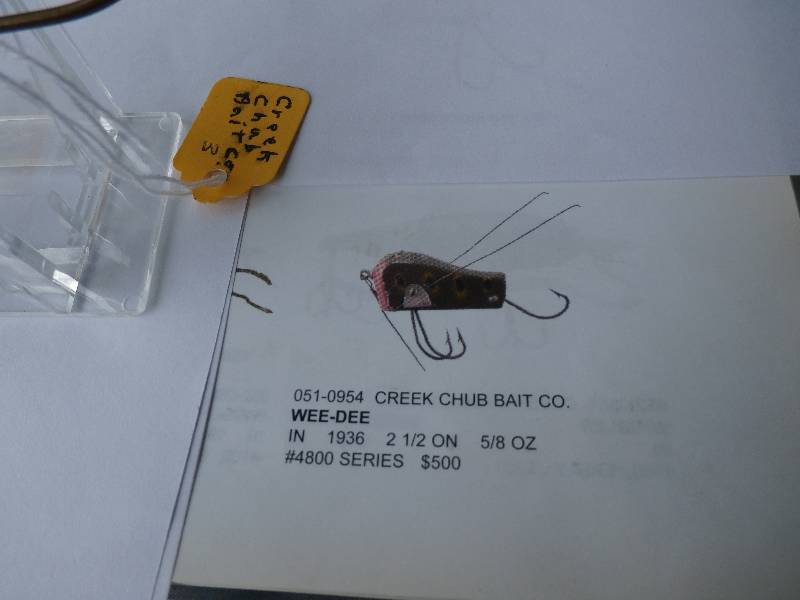 Creek
Chub
Bait Co.
3
051-0954 CREEK CHUB BAIT CO.
WEE-DEE
IN 1936 2 1/2 ON 5/8 OZ
#4800 SERIES $500